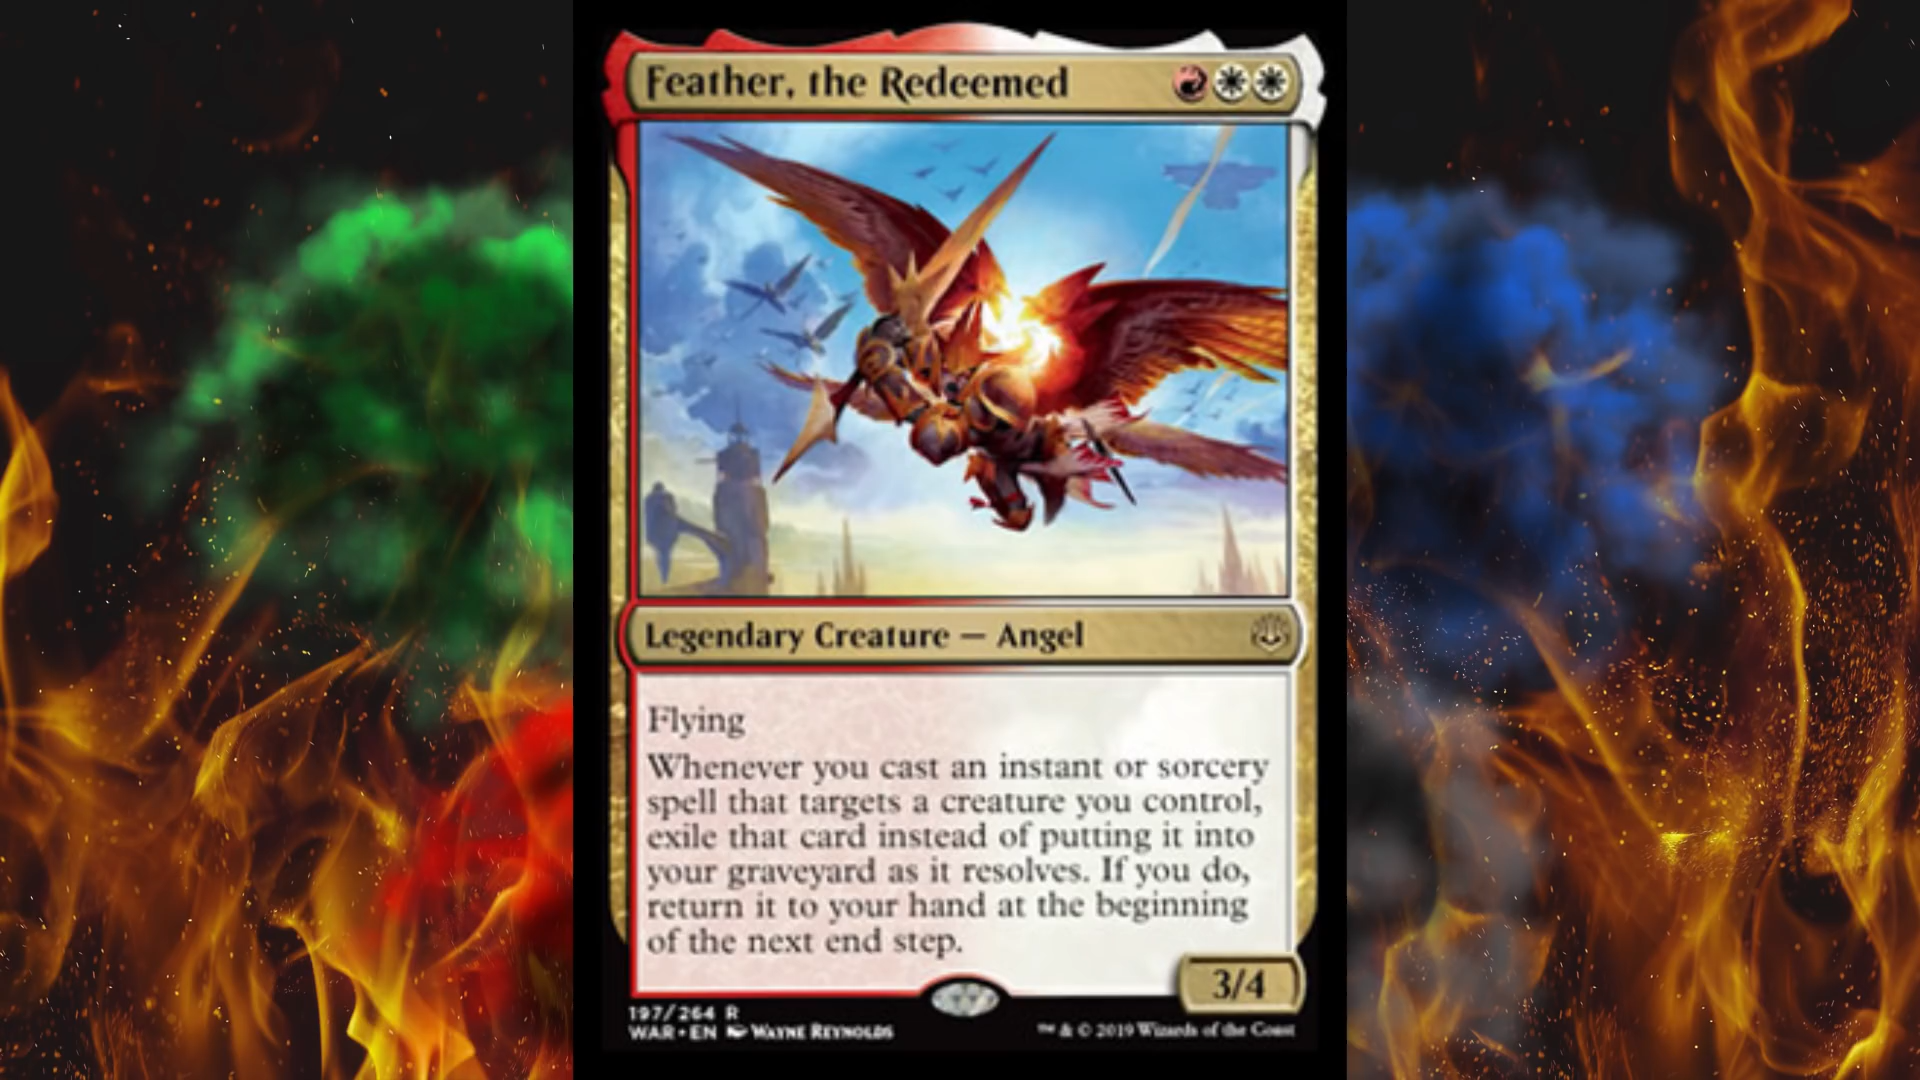 Feather, the Redeemed
Legendary Creature — Angel
Flying
Whenever you cast an instant or sorcery
spell that targets a creature you control,
exile that card instead of putting it into
your graveyard as it resolves. If you do,
return it to your hand at the beginning
of the next end step.
3/4
197/264 R
WAR • EN Wayne Reynolds
™ & © 2019 Wizards of the Coast